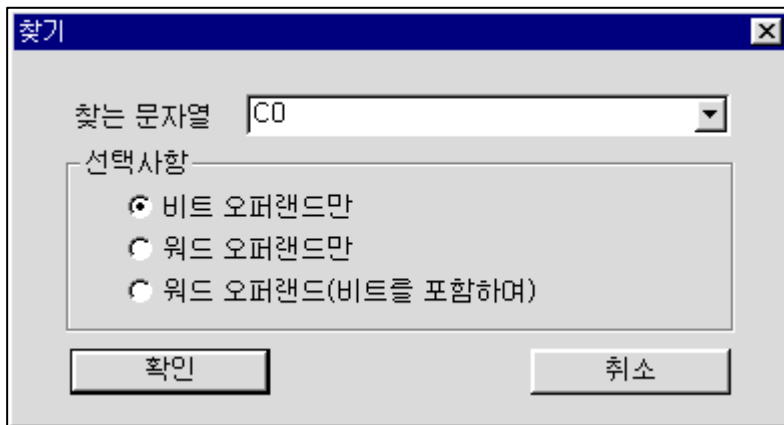 찾기
찾는 문자열 C0
선택사항
비트 오퍼랜드만
워드 오퍼랜드만
워드 오퍼랜드(비트를 포함하여)
확인 취소